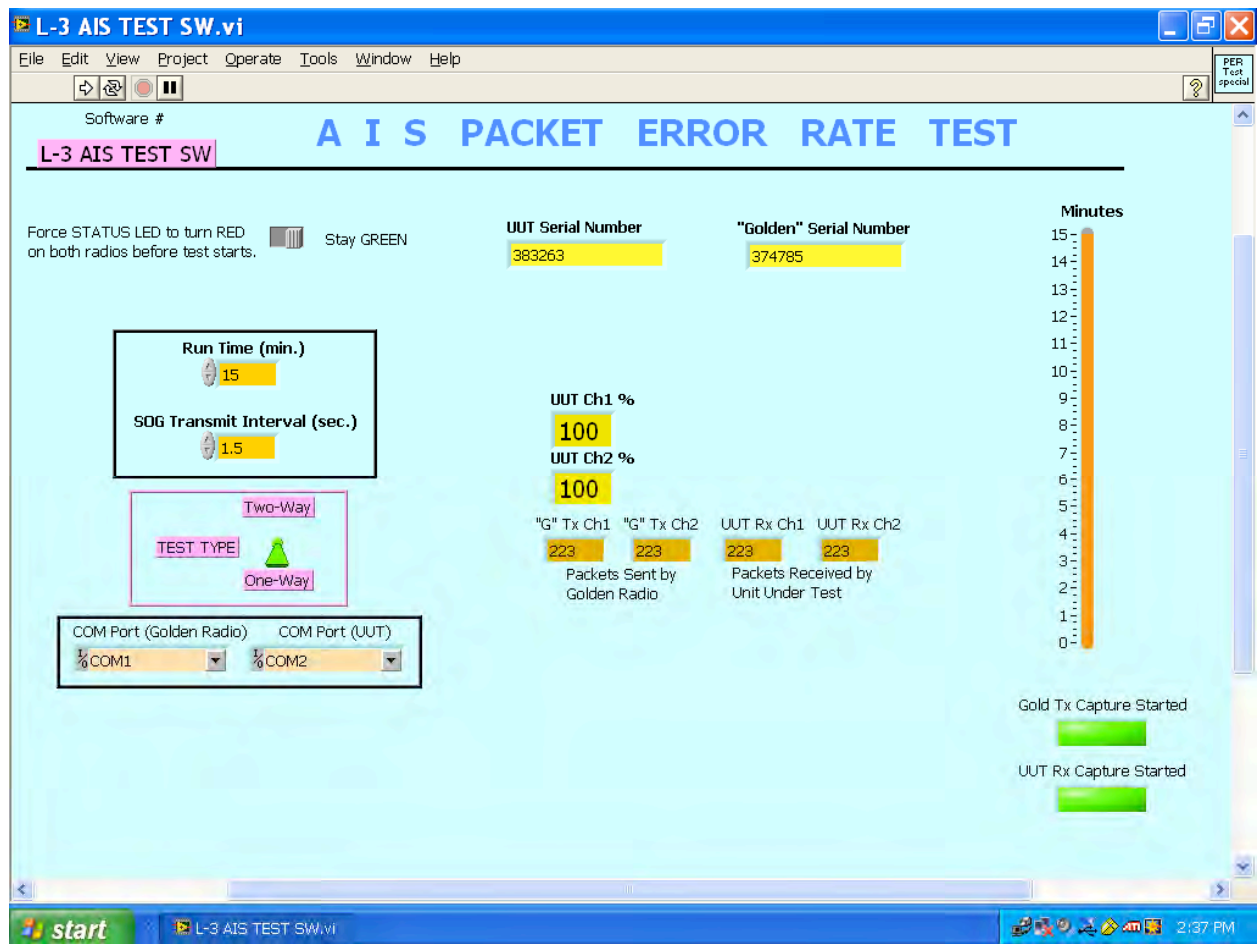 L-3 AIS TEST SW.vi
File Edit View Project Operate Tools Window Help
PER
Test
special
Software #
L-3 AIS TEST SW
A I S PACKET ERROR RATE TEST
Force STATUS LED to turn RED
on both radios before test starts.
Stay GREEN
UUT Serial Number
383263
"Golden" Serial Number
374785
Minutes
15
14
13
12
11
10
9
8
7
6
5
4
3
2
1
0
Run Time (min.)
15
SOG Transmit Interval (sec.)
1.5
UUT Ch1 %
100
UUT Ch2 %
100
Two-Way
TEST TYPE
One-Way
"G" Tx Ch1 "G" Tx Ch2 UUT Rx Ch1 UUT Rx Ch2
223 223 223 223
Packets Sent by
Golden Radio
Packets Received by
Unit Under Test
COM Port (Golden Radio) COM Port (UUT)
COM1 COM2
Gold Tx Capture Started
UUT Rx Capture Started
start
L-3 AIS TEST SW.vi
2:37 PM